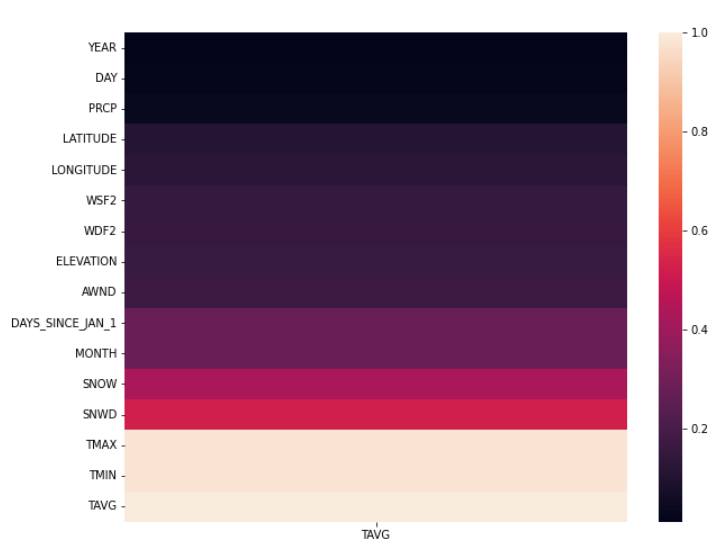 YEAR
DAY
PRCP
LATITUDE
LONGITUDE
WSF2
WDF2
ELEVATION
AWND
DAYS_SINCE_JAN_1
MONTH
SNOW
SNWD
TMAX
TMIN
TAVG
TAVG
1.0
0.8
0.6
0.4
0.2